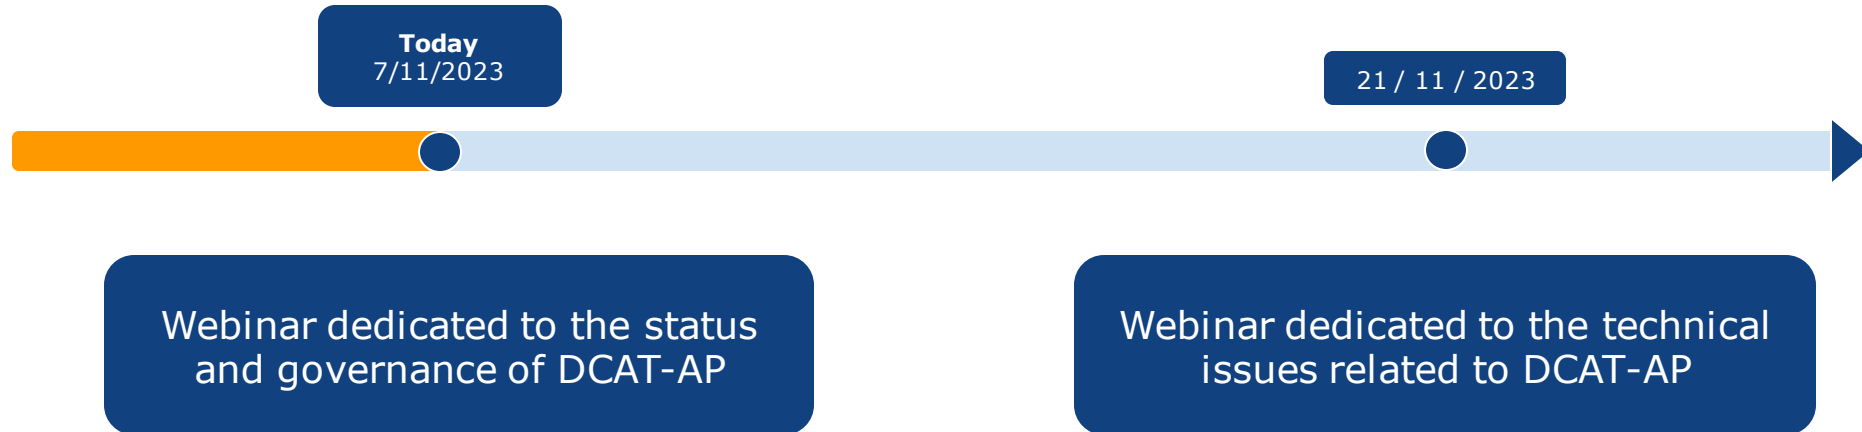 Today
7/11/2023
21 / 11 / 2023
Webinar dedicated to the status
and governance of DCAT-AP
Webinar dedicated to the technical
issues related to DCAT-AP